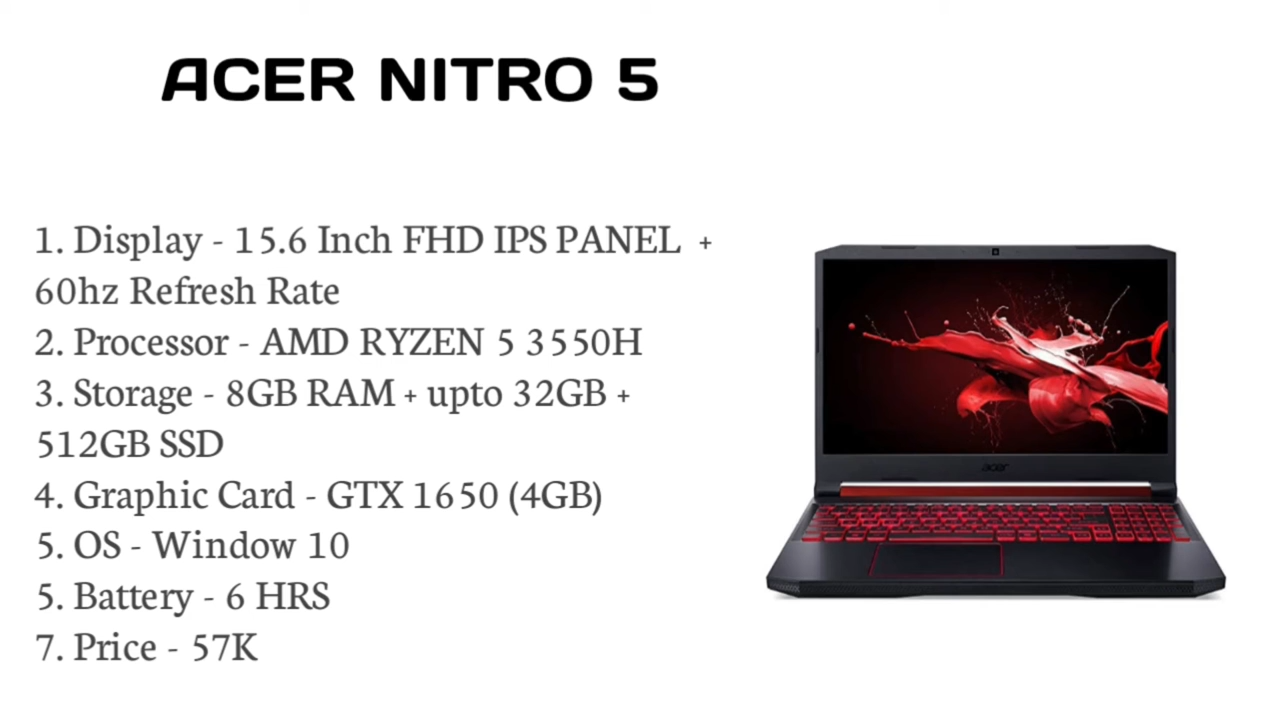 ACER NITRO 5
1. Display - 15.6 Inch FHD IPS PANEL +
60hz Refresh Rate
2. Processor - AMD RYZEN 5 3550H
3. Storage - 8GB RAM + upto 32GB +
512GB SSD
4. Graphic Card - GTX 1650 (4GB)
5. OS - Window 10
5. Battery - 6 HRS
7. Price - 57K
acer